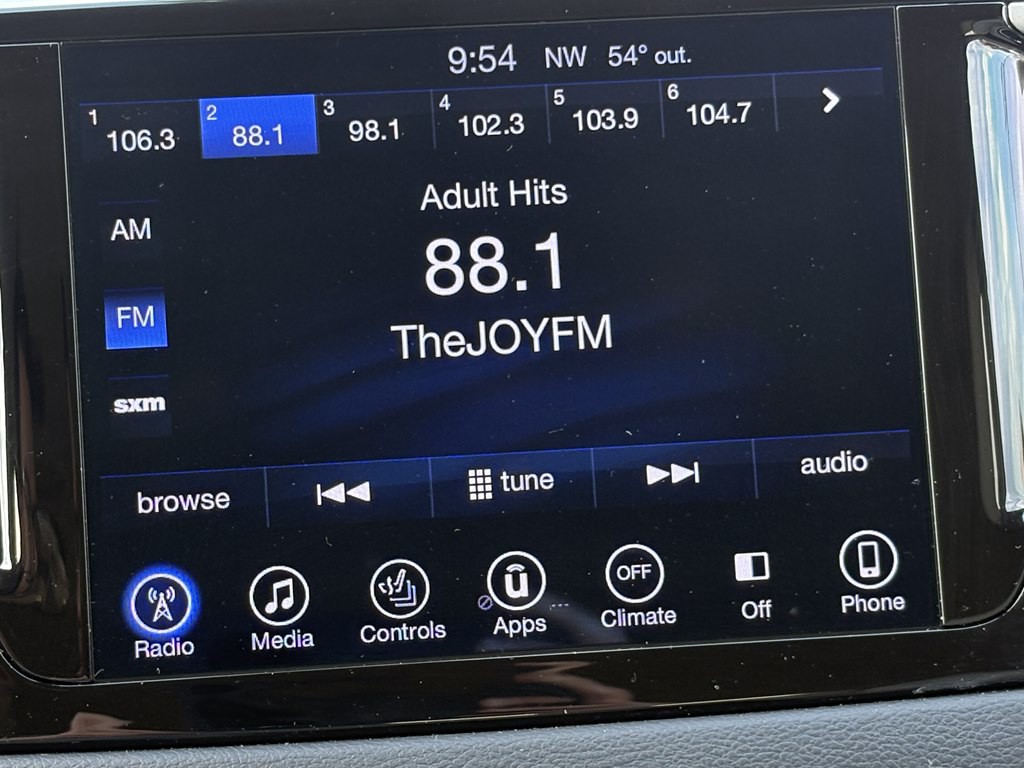 9:54 NW 54° out.
1 106.3 2 88.1 3 98.1 4 102.3 5 103.9 6 104.7
Adult Hits
AM
88.1
FM
TheJOYFM
sxm
browse tune audio
OFF
Radio Media Controls Apps Climate Off Phone